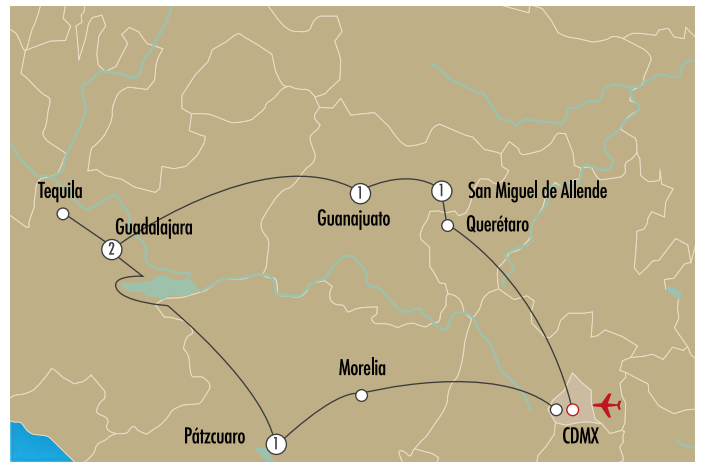 Tequila
1
1
San Miguel de Allende
Guanajuato
Querétaro
Guadalajara
2
Morelia
Pátzcuaro
1
CDMX